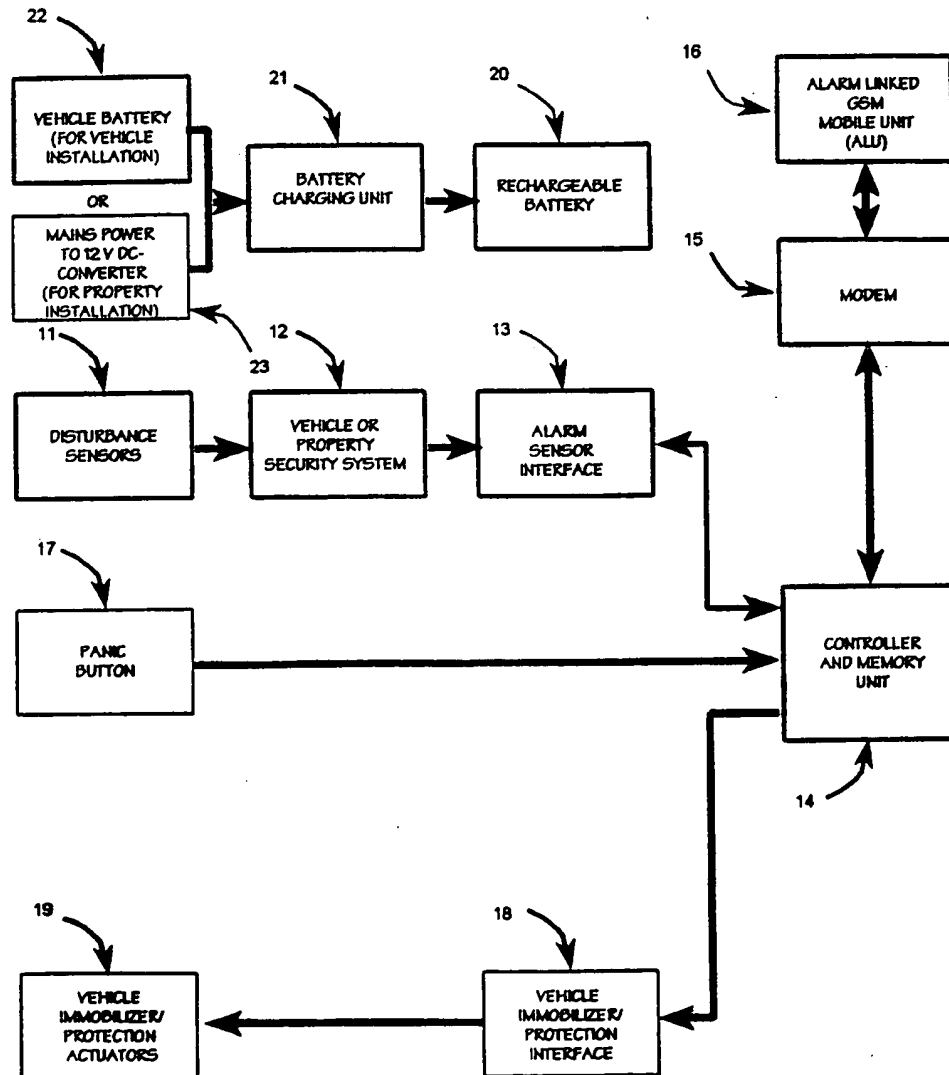 22
VEHICLE BATTERY
(FOR VEHICLE
INSTALLATION)
OR
MAINS POWER
TO 12 V DC-
CONVERTER
(FOR PROPERTY
INSTALLATION)
23
21
BATTERY
CHARGING UNIT
20
RECHARGEABLE
BATTERY
16
ALARM LINKED
GSM
MOBILE UNIT
(ALU)
15
MODEM
11
DISTURBANCE
SENSORS
12
VEHICLE OR
PROPERTY
SECURITY SYSTEM
13
ALARM
SENSOR
INTERFACE
17
PANIC
BUTTON
CONTROLLER
AND MEMORY
UNIT
14
19
VEHICLE
IMMOBILIZER/
PROTECTION
ACTUATORS
18
VEHICLE
IMMOBILIZER/
PROTECTION
INTERFACE